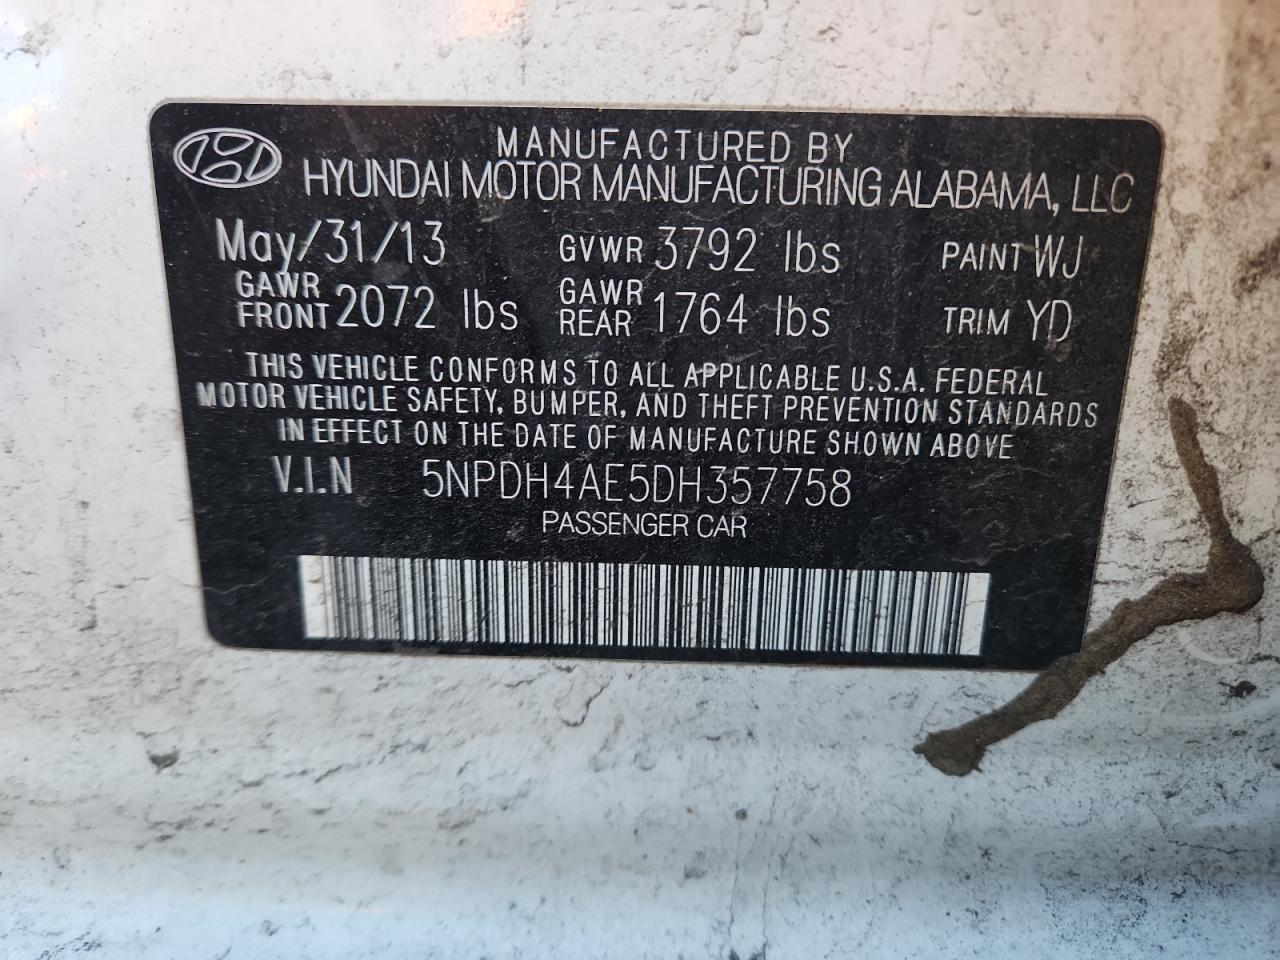 MANUFACTURED BY
HYUNDAI MOTOR MANUFACTURING ALABAMA, LLC
May/31/13 GVWR 3792 lbs PAINT WJ
GAWR FRONT 2072 lbs GAWR REAR 1764 lbs TRIM YD
THIS VEHICLE CONFORMS TO ALL APPLICABLE U.S.A. FEDERAL
MOTOR VEHICLE SAFETY, BUMPER, AND THEFT PREVENTION STANDARDS
IN EFFECT ON THE DATE OF MANUFACTURE SHOWN ABOVE
V.I.N 5NPDH4AE5DH357758
PASSENGER CAR